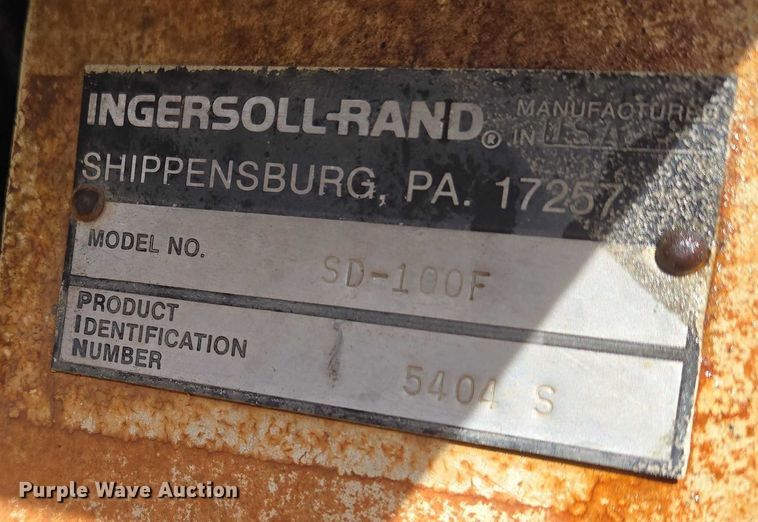 INGERSOLL-RAND® MANUFACTURED IN U.S.A.
SHIPPENSBURG, PA. 17257
MODEL NO. SD-100F
PRODUCT
IDENTIFICATION
NUMBER 5404 S
Purple Wave Auction